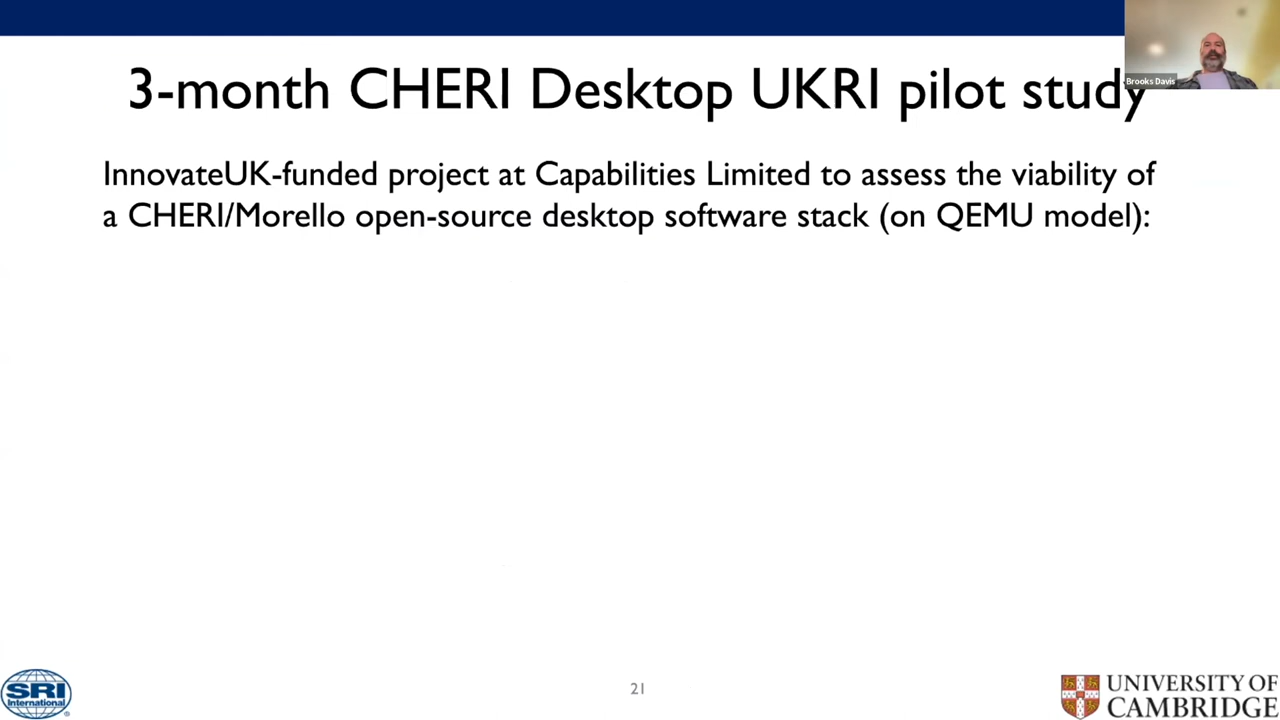 3-month CHERI Desktop UKRI pilot study
Brooks Davis
InnovateUK-funded project at Capabilities Limited to assess the viability of
a CHERI/Morello open-source desktop software stack (on QEMU model):
SRI
International
®
21
UNIVERSITY OF
CAMBRIDGE